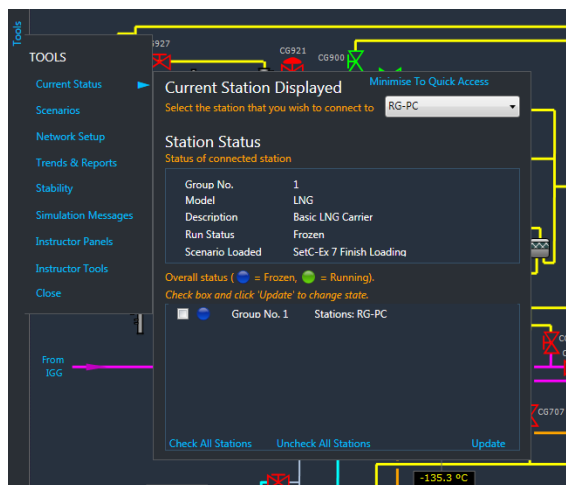 Tools
TOOLS
Current Status
Scenarios
Network Setup
Trends & Reports
Stability
Simulation Messages
Instructor Panels
Instructor Tools
Close
CG921
CG900
Current Station Displayed
Minimise To Quick Access
Select the station that you wish to connect to
RG-PC
Station Status
Status of connected station
Group No. 1
Model LNG
Description Basic LNG Carrier
Run Status Frozen
Scenario Loaded SetC-Ex 7 Finish Loading
Overall status ( = Frozen, = Running).
Check box and click 'Update' to change state.
Group No. 1 Stations: RG-PC
Check All Stations Uncheck All Stations Update
From
IGG
CG707
-135.3 ºC